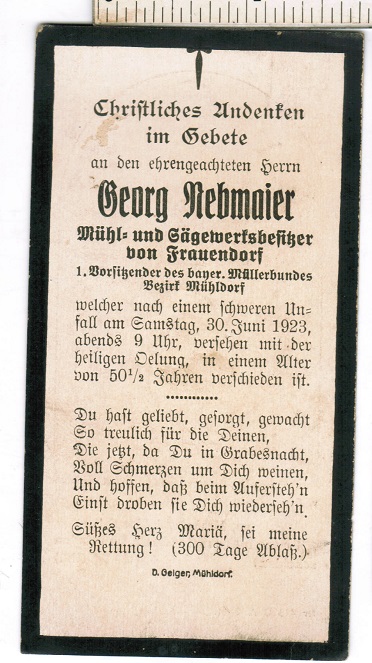 Christliches Andenken
im Gebete
an den ehrengeachteten Herrn
Georg Nebmaier
Mühl- und Sägewerksbesitzer
von Frauendorf
1. Vorsitzender des bayer. Müllerbundes
Bezirk Mühldorf
welcher nach einem schweren Un-
fall am Samstag, 30. Juni 1923,
abends 9 Uhr, versehen mit der
heiligen Oelung, in einem Alter
von 50½ Jahren verschieden ist.
Du hast geliebt, gesorgt, gewacht
So treulich für die Deinen,
Die jetzt, da Du in Grabesnacht,
Voll Schmerzen um Dich weinen,
Und hoffen, daß beim Aufersteh'n
Einst droben sie Dich wiederseh'n.
Süßes Herz Mariä, sei meine
Rettung! (300 Tage Ablaß.)
D. Geiger, Mühldorf.